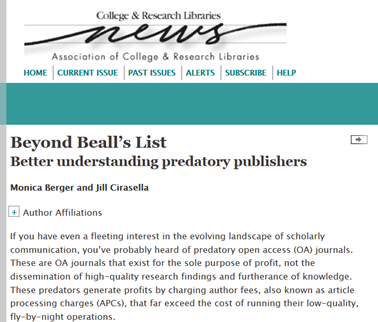 College & Research Libraries
news
Association of College & Research Libraries
HOME CURRENT ISSUE PAST ISSUES ALERTS SUBSCRIBE HELP
Beyond Beall's List
Better understanding predatory publishers
Monica Berger and Jill Cirasella
+ Author Affiliations
If you have even a fleeting interest in the evolving landscape of scholarly
communication, you've probably heard of predatory open access (OA) journals.
These are OA journals that exist for the sole purpose of profit, not the
dissemination of high-quality research findings and furtherance of knowledge.
These predators generate profits by charging author fees, also known as article
processing charges (APCs), that far exceed the cost of running their low-quality,
fly-by-night operations.